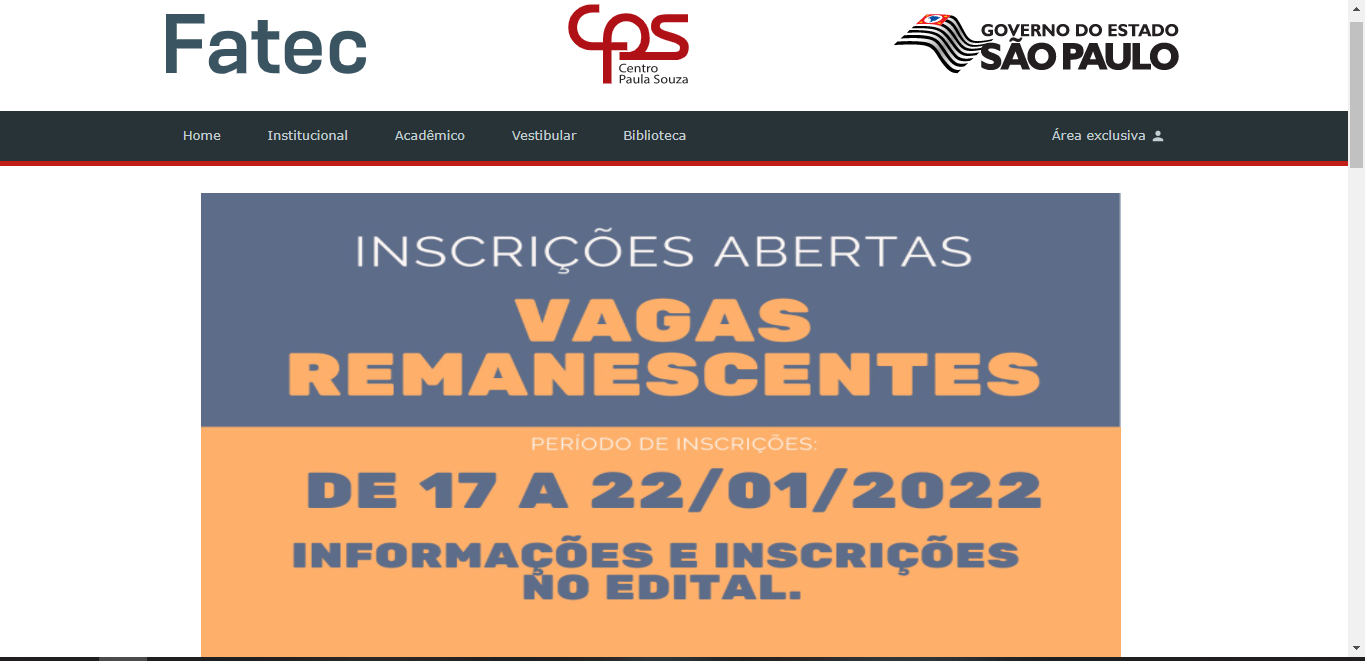 Fatec
cps
Centro
Paula Souza
GOVERNO DO ESTADO
SÃO PAULO
Home Institucional Acadêmico Vestibular Biblioteca Área exclusiva
INSCRIÇÕES ABERTAS
VAGAS
REMANESCENTES
PERÍODO DE INSCRIÇÕES:
DE 17 A 22/01/2022
INFORMAÇÕES E INSCRIÇÕES
NO EDITAL.